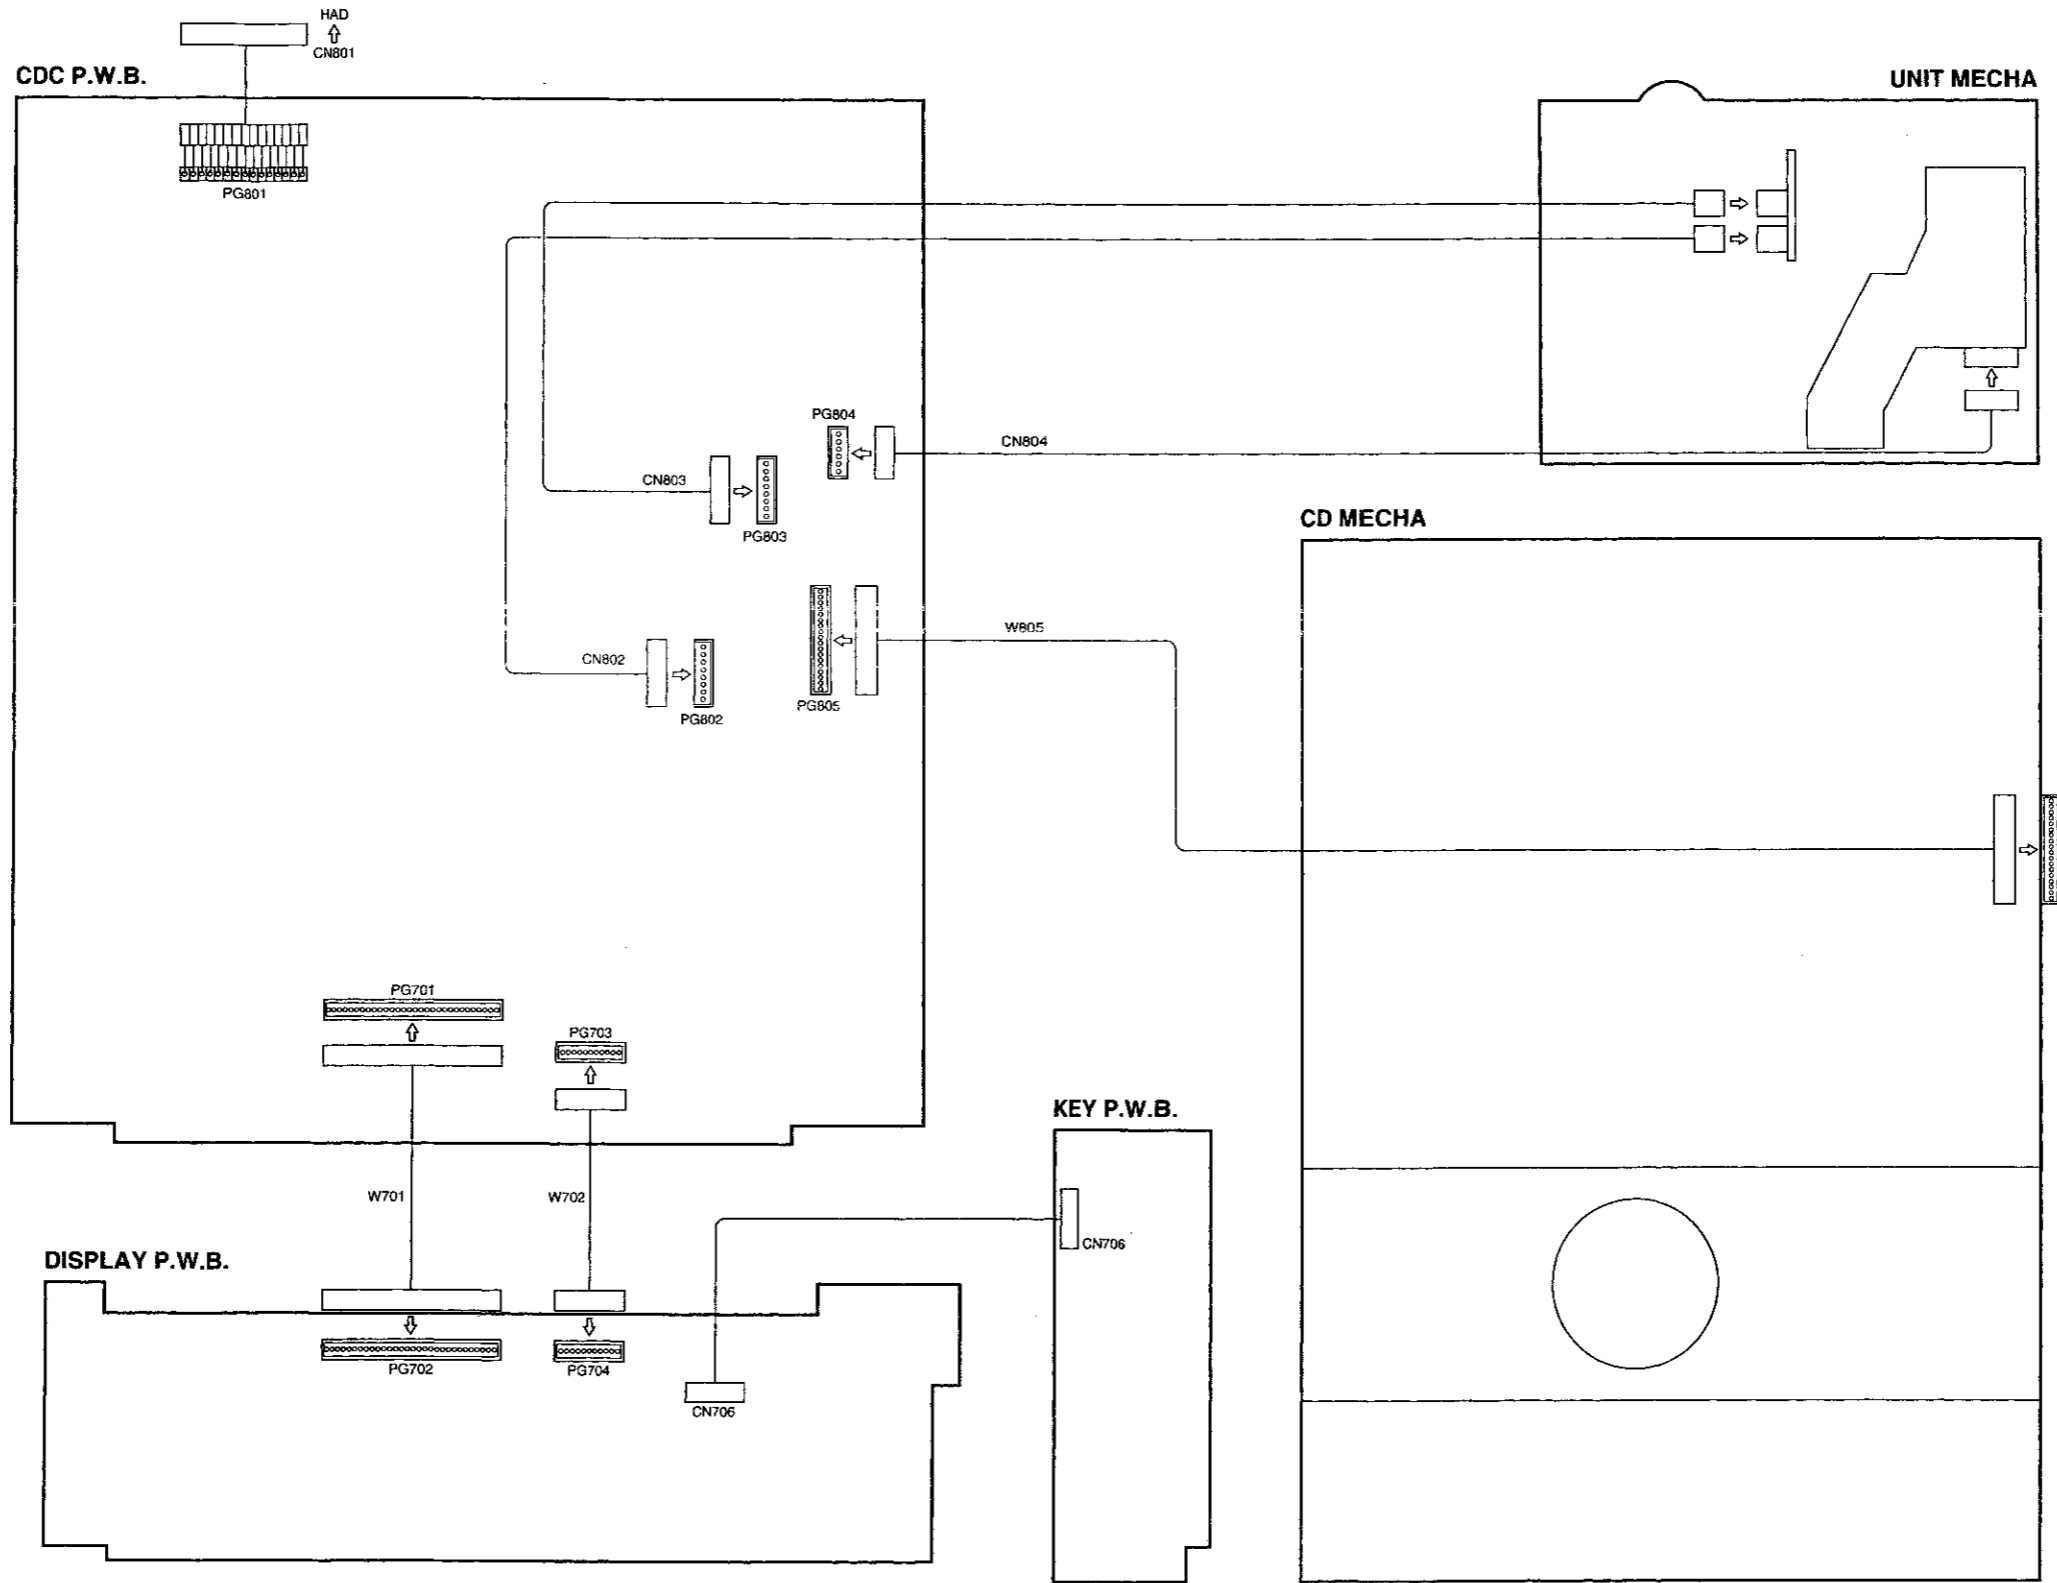 HAD
CN801
CDC P.W.B.
UNIT MECHA
PG801
PG804
CN804
CN803
PG803
CD MECHA
W805
CN802
PG802
PG805
PG701
PG703
KEY P.W.B.
W701
W702
CN706
DISPLAY P.W.B.
PG702
PG704
CN706